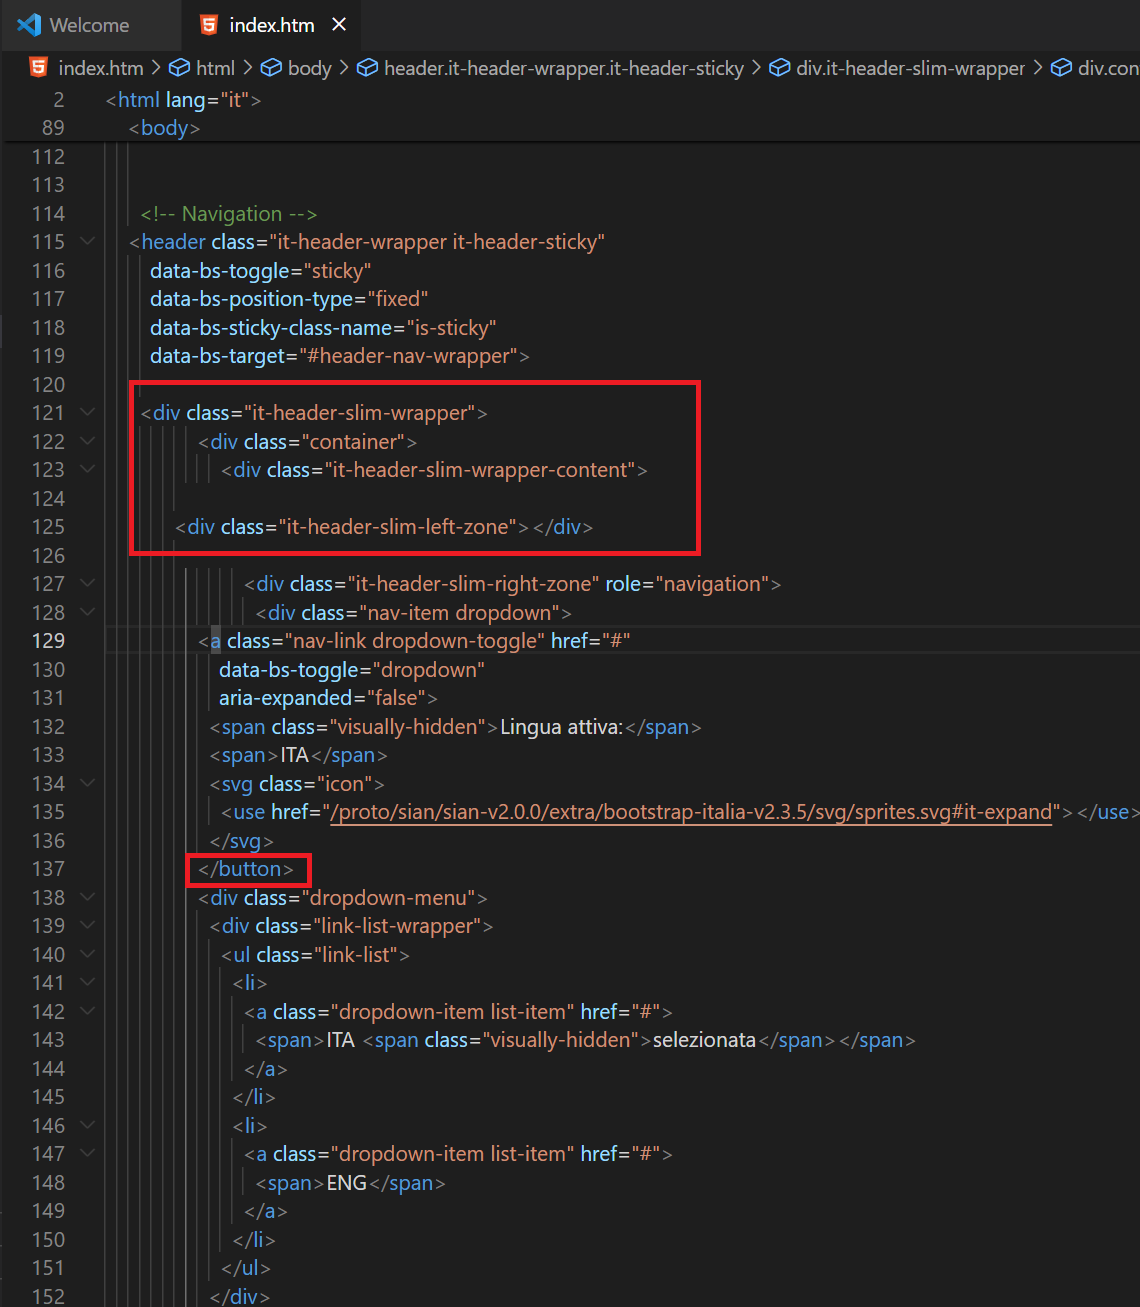 Welcome
index.htm ×
index.htm > html > body > header.it-header-wrapper.it-header-sticky > div.it-header-slim-wrapper > div.con
2 <html lang="it">
89 <body>
112
113
114 <!-- Navigation -->
115 <header class="it-header-wrapper it-header-sticky"
116 data-bs-toggle="sticky"
117 data-bs-position-type="fixed"
118 data-bs-sticky-class-name="is-sticky"
119 data-bs-target="#header-nav-wrapper">
120
121 <div class="it-header-slim-wrapper">
122 <div class="container">
123 <div class="it-header-slim-wrapper-content">
124
125 <div class="it-header-slim-left-zone"></div>
126
127 <div class="it-header-slim-right-zone" role="navigation">
128 <div class="nav-item dropdown">
129 <a class="nav-link dropdown-toggle" href="#"
130 data-bs-toggle="dropdown"
131 aria-expanded="false">
132 <span class="visually-hidden">Lingua attiva:</span>
133 <span>ITA</span>
134 <svg class="icon">
135 <use href="/proto/sian/sian-v2.0.0/extra/bootstrap-italia-v2.3.5/svg/sprites.svg#it-expand"></use>
136 </svg>
137 </button>
138 <div class="dropdown-menu">
139 <div class="link-list-wrapper">
140 <ul class="link-list">
141 <li>
142 <a class="dropdown-item list-item" href="#">
143 <span>ITA <span class="visually-hidden">selezionata</span></span>
144 </a>
145 </li>
146 <li>
147 <a class="dropdown-item list-item" href="#">
148 <span>ENG</span>
149 </a>
150 </li>
151 </ul>
152 </div>